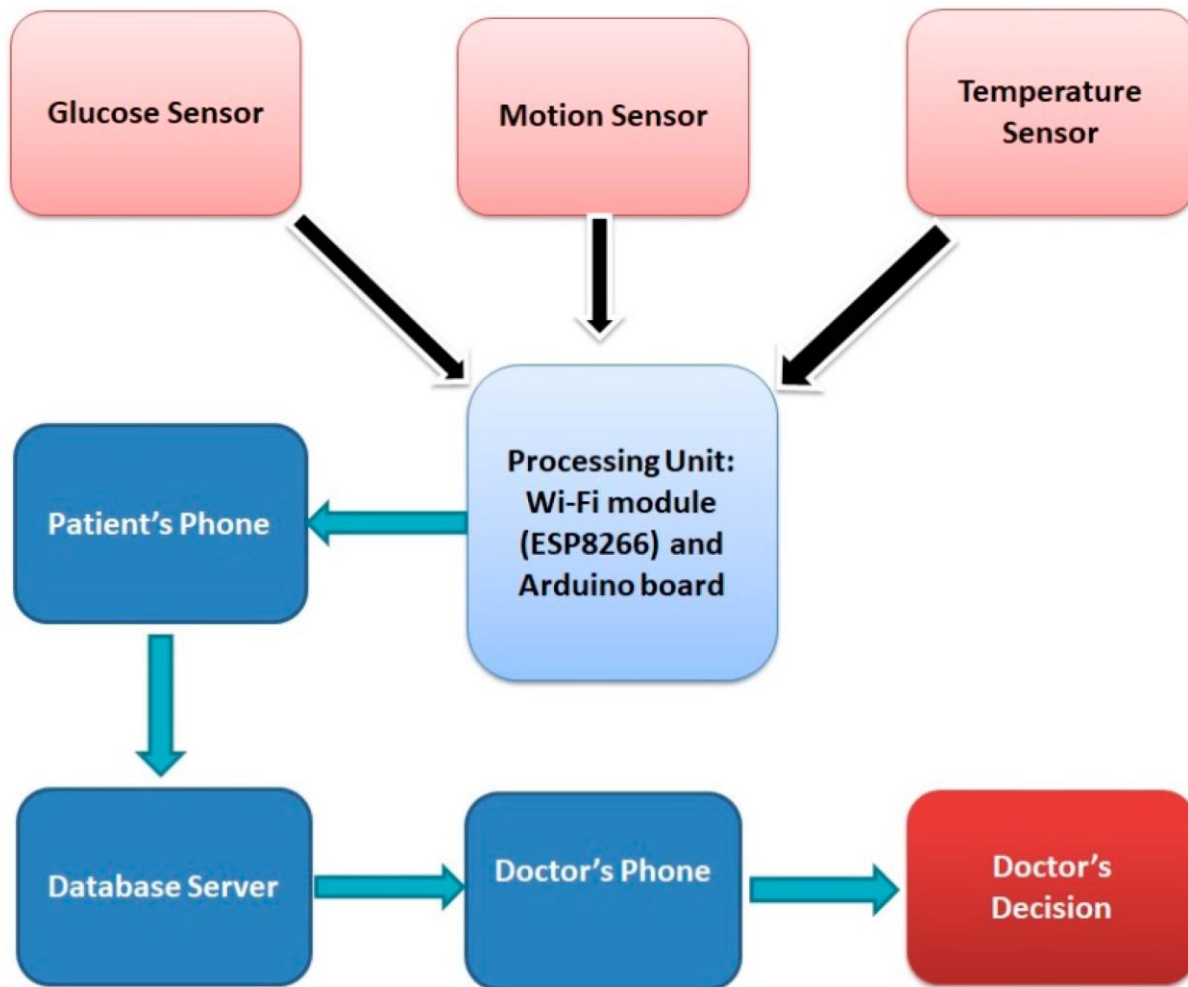 Glucose Sensor
Motion Sensor
Temperature
Sensor
Processing Unit:
Wi-Fi module
(ESP8266) and
Arduino board
Patient's Phone
Database Server
Doctor's Phone
Doctor's
Decision